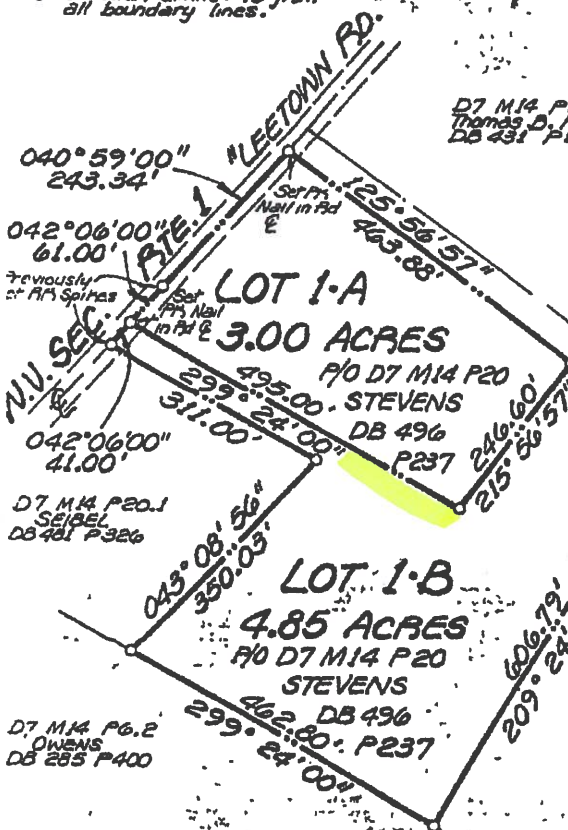 all boundary lines.
"LEETOWN RD.
D7 M14
Thomas B.
DB 431
040°59'00"
243.34'
Set PK
Nail in Rd
℄
125°56'57"
463.88'
042°06'00"
61.00'
RTE. 1
Previously
PK Spikes
Set
PK Nail
in Rd ℄
LOT 1·A
3.00 ACRES
P/O D7 M14 P20
STEVENS
DB 496
P237
W.V. SEC.
495.00
299°24'00"
311.00'
246.60'
215°56'57"
042°06'00"
41.00'
D7 M14 P20.1
SEIBEL
DB 481 P326
043°08'56"
350.03'
LOT 1·B
4.85 ACRES
P/O D7 M14 P20
STEVENS
DB 496
P237
606.79'
209°24'
462.80'
299°24'00"
D7 M14 P6.2
OWENS
DB 285 P400